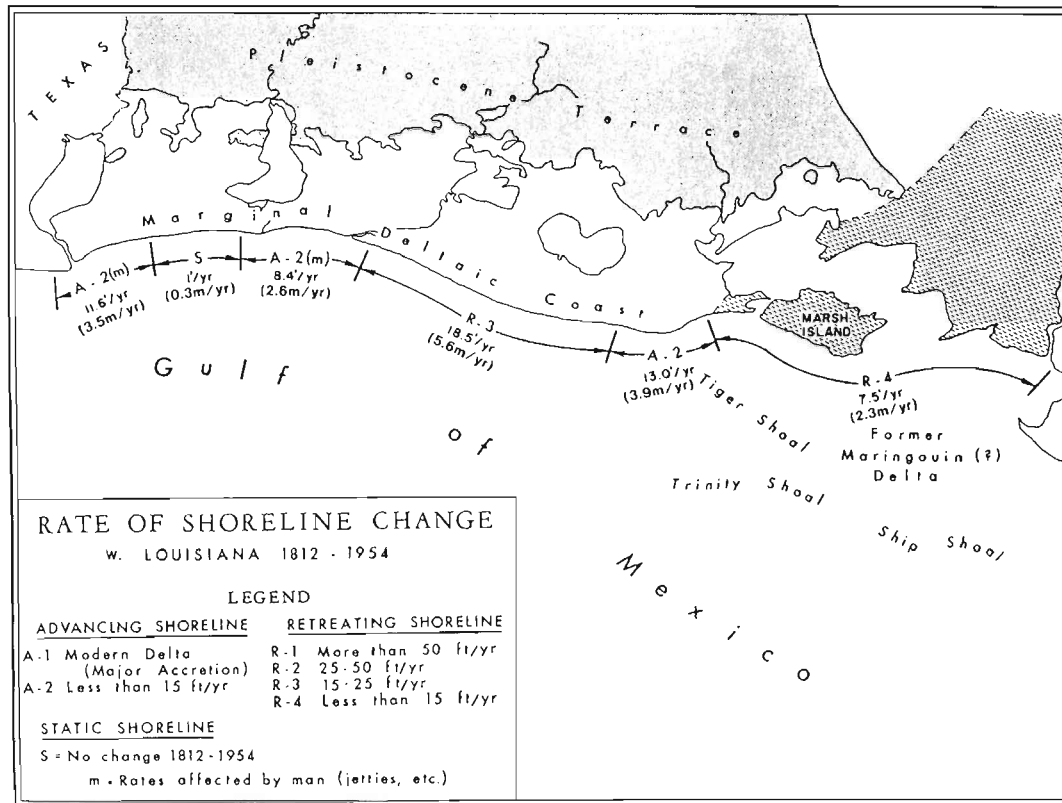 TEXAS
Pleistocene Terrace
Marginal Deltaic Coast
A-2(m)
11.6'/yr
(3.5m/yr)
S
1'/yr
(0.3m/yr)
A-2(m)
8.4'/yr
(2.6m/yr)
R-3
18.5'/yr
(5.6m/yr)
A-2
13.0'/yr
(3.9m/yr)
MARSH
ISLAND
R-4
7.5'/yr
(2.3m/yr)
Former
Maringouin (?)
Delta
Tiger Shoal
Trinity Shoal
Ship Shoal
Gulf of Mexico
RATE OF SHORELINE CHANGE
W. LOUISIANA 1812 - 1954
LEGEND
ADVANCING SHORELINE
A-1 Modern Delta
(Major Accretion)
A-2 Less than 15 ft/yr
RETREATING SHORELINE
R-1 More than 50 ft/yr
R-2 25-50 ft/yr
R-3 15-25 ft/yr
R-4 Less than 15 ft/yr
STATIC SHORELINE
S = No change 1812-1954
m = Rates affected by man (jetties, etc.)